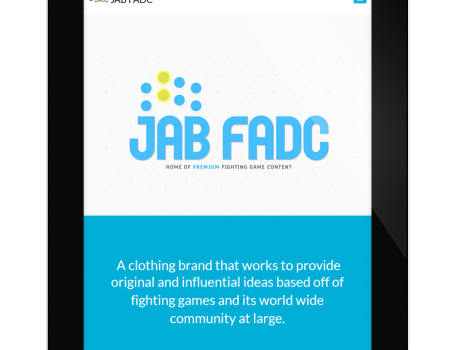 JAB FADC
JAB FADC
HOME OF PREMIUM FIGHTING GAME CONTENT
A clothing brand that works to provide
original and influential ideas based off of
fighting games and its world wide
community at large.